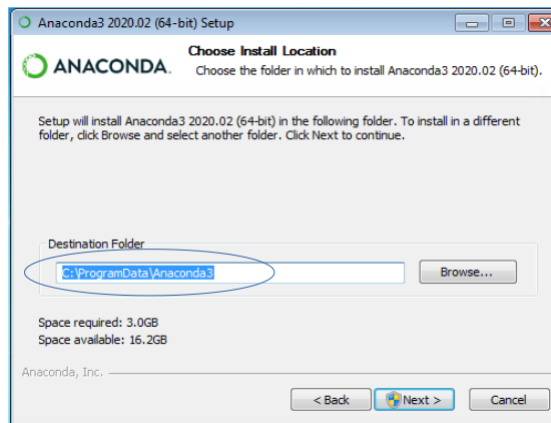 Anaconda3 2020.02 (64-bit) Setup
ANACONDA.
Choose Install Location
Choose the folder in which to install Anaconda3 2020.02 (64-bit).
Setup will install Anaconda3 2020.02 (64-bit) in the following folder. To install in a different
folder, click Browse and select another folder. Click Next to continue.
Destination Folder
C:\ProgramData\Anaconda3
Browse...
Space required: 3.0GB
Space available: 16.2GB
Anaconda, Inc.
< Back
Next >
Cancel